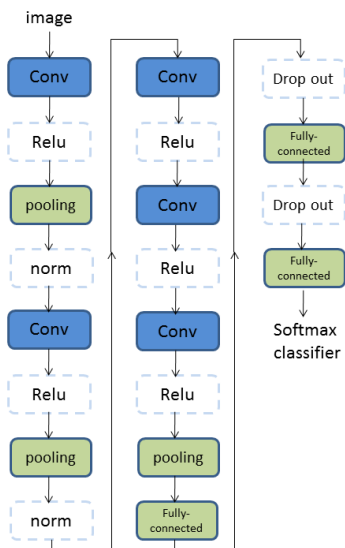 image
Conv
Relu
pooling
norm
Conv
Relu
pooling
norm
Conv
Relu
Conv
Relu
Conv
Relu
pooling
Fully-
connected
Drop out
Fully-
connected
Drop out
Fully-
connected
Softmax
classifier